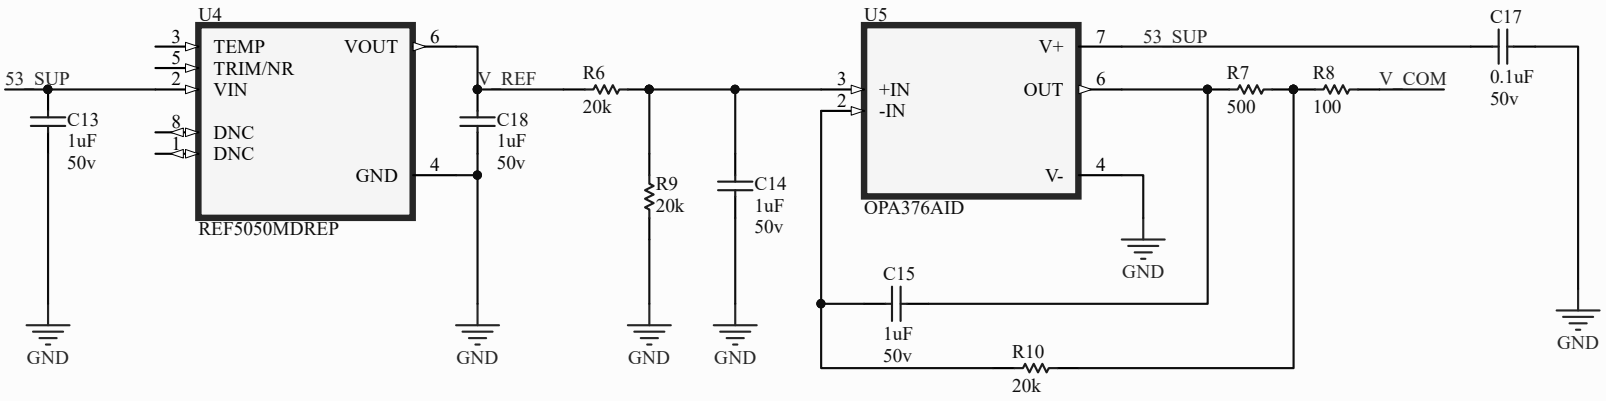 U4
3 TEMP VOUT 6
5 TRIM/NR
53_SUP 2 VIN V_REF
8 DNC
1 DNC
GND 4
REF5050MDREP
C13
1uF
50v
GND
C18
1uF
50v
GND
R6
20k
R9
20k
GND
C14
1uF
50v
GND
U5
V+ 7 53_SUP
3 +IN OUT 6
2 -IN
V- 4
OPA376AID
GND
R7
500
R8
100
V_COM
C17
0.1uF
50v
GND
C15
1uF
50v
R10
20k